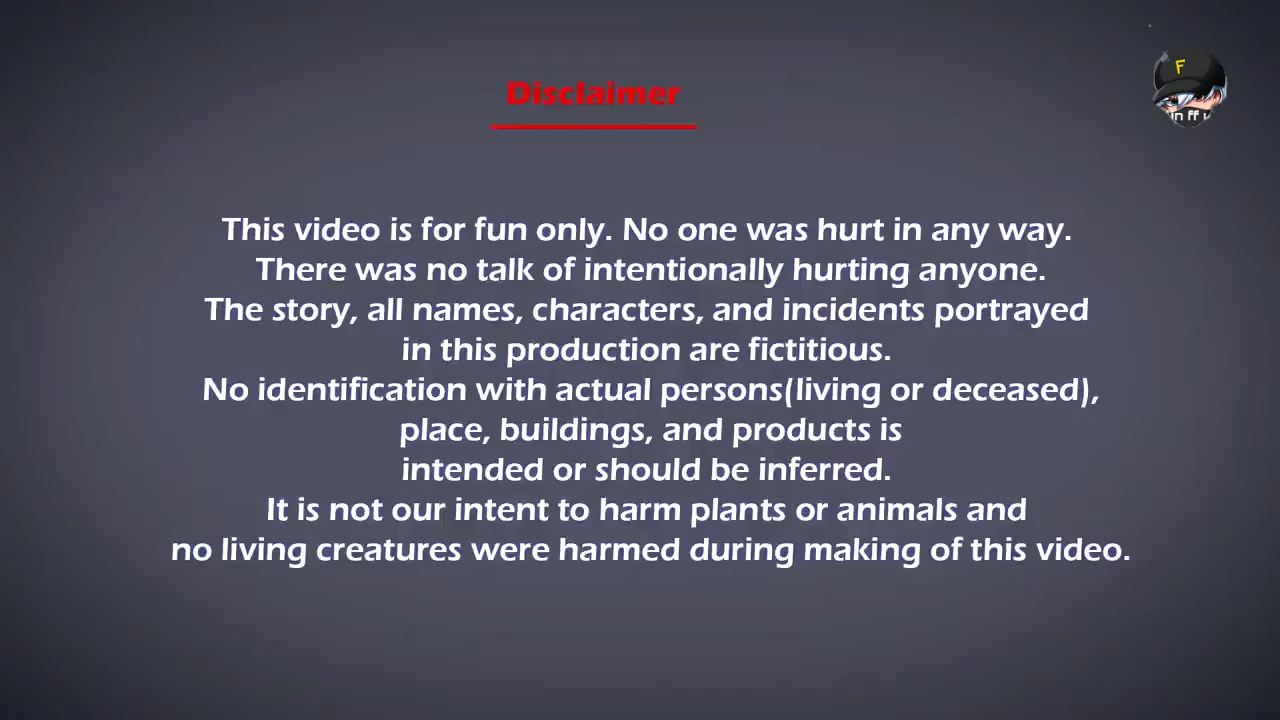 F
Disclaimer
This video is for fun only. No one was hurt in any way.
There was no talk of intentionally hurting anyone.
The story, all names, characters, and incidents portrayed
in this production are fictitious.
No identification with actual persons(living or deceased),
place, buildings, and products is
intended or should be inferred.
It is not our intent to harm plants or animals and
no living creatures were harmed during making of this video.